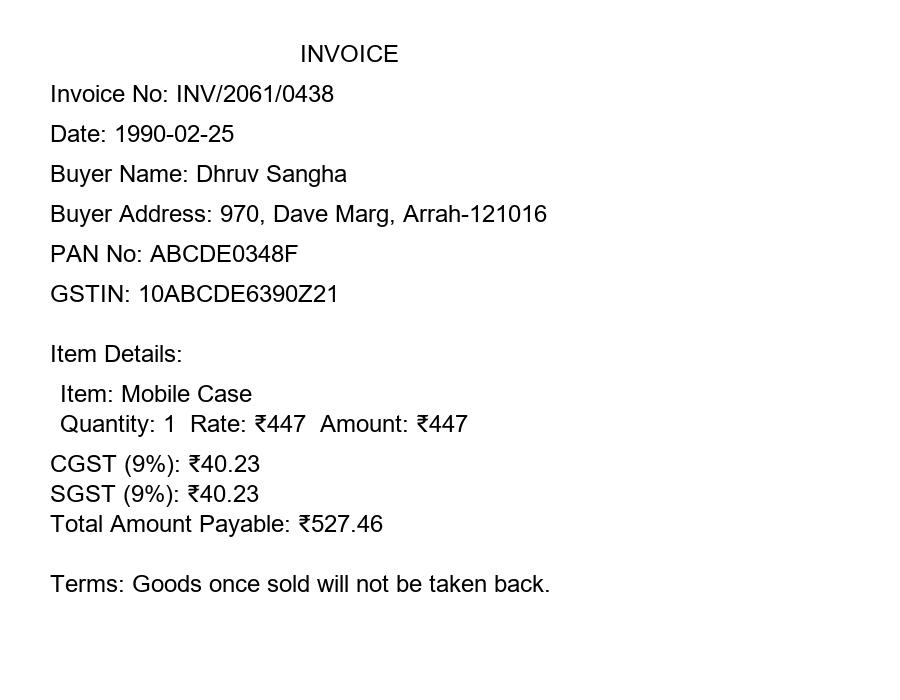 INVOICE
Invoice No: INV/2061/0438
Date: 1990-02-25
Buyer Name: Dhruv Sangha
Buyer Address: 970, Dave Marg, Arrah-121016
PAN No: ABCDE0348F
GSTIN: 10ABCDE6390Z21
Item Details:
Item: Mobile Case
Quantity: 1  Rate: ₹447  Amount: ₹447
CGST (9%): ₹40.23
SGST (9%): ₹40.23
Total Amount Payable: ₹527.46
Terms: Goods once sold will not be taken back.